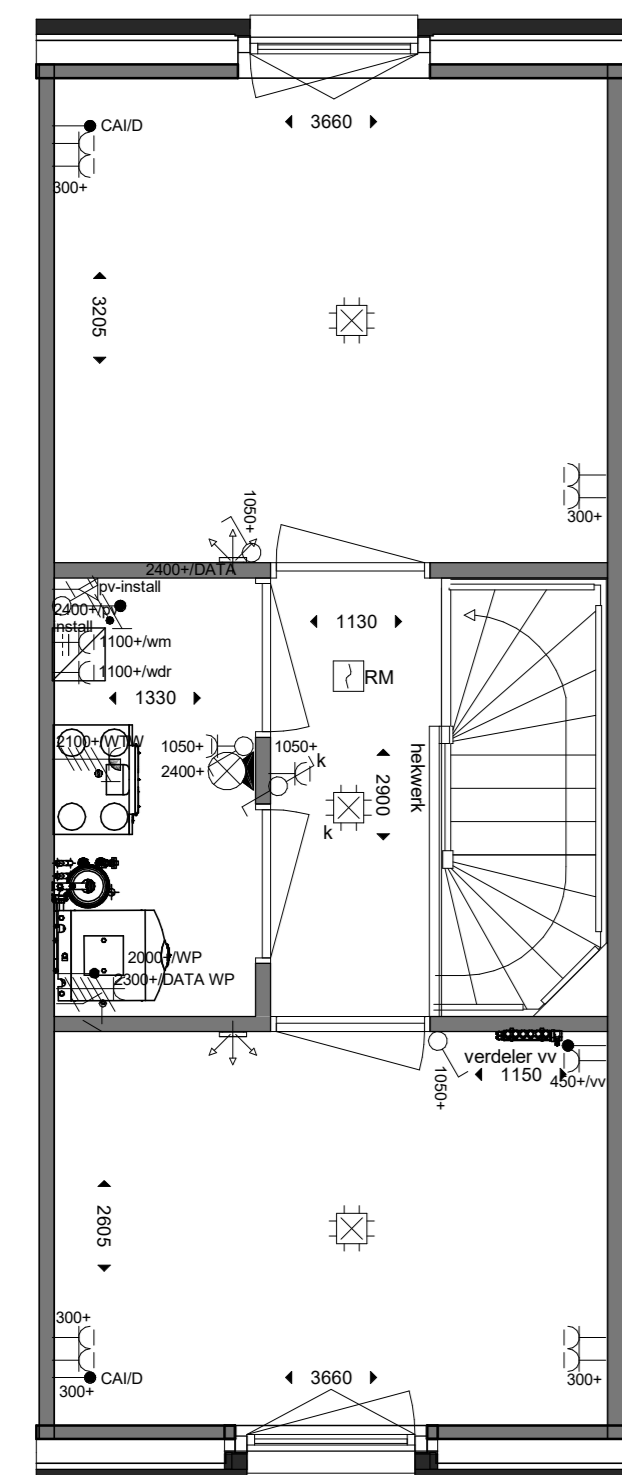 CAI/D
3660
300+
3205
300+
1050+
2400+/DATA
pv-install
2400+/pv
install
1100+/wm
1130
1100+/wdr
RM
1330
2100+/WTW
1050+
1050+
k
2400+
2900
hekwerk
k
2000+/WP
2300+/DATA WP
verdeler vv
1150
450+/vv
1050+
2605
300+
CAI/D
300+
3660
300+